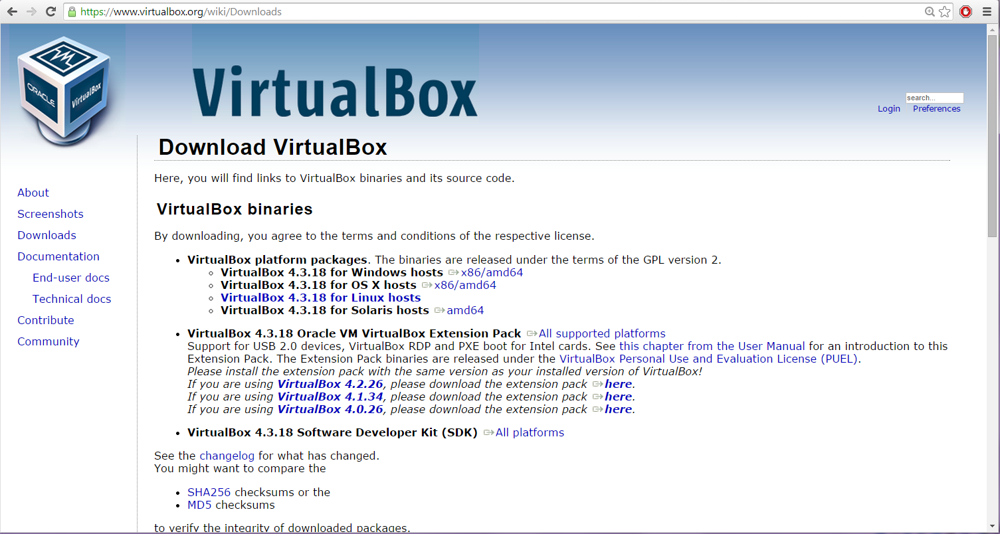 https://www.virtualbox.org/wiki/Downloads
ORACLE
VirtualBox
VirtualBox
search...
Login Preferences
Download VirtualBox
Here, you will find links to VirtualBox binaries and its source code.
About
Screenshots
Downloads
Documentation
End-user docs
Technical docs
Contribute
Community
VirtualBox binaries
By downloading, you agree to the terms and conditions of the respective license.
VirtualBox platform packages. The binaries are released under the terms of the GPL version 2.
VirtualBox 4.3.18 for Windows hosts x86/amd64
VirtualBox 4.3.18 for OS X hosts x86/amd64
VirtualBox 4.3.18 for Linux hosts
VirtualBox 4.3.18 for Solaris hosts amd64
VirtualBox 4.3.18 Oracle VM VirtualBox Extension Pack All supported platforms
Support for USB 2.0 devices, VirtualBox RDP and PXE boot for Intel cards. See this chapter from the User Manual for an introduction to this
Extension Pack. The Extension Pack binaries are released under the VirtualBox Personal Use and Evaluation License (PUEL).
Please install the extension pack with the same version as your installed version of VirtualBox!
If you are using VirtualBox 4.2.26, please download the extension pack here.
If you are using VirtualBox 4.1.34, please download the extension pack here.
If you are using VirtualBox 4.0.26, please download the extension pack here.
VirtualBox 4.3.18 Software Developer Kit (SDK) All platforms
See the changelog for what has changed.
You might want to compare the
SHA256 checksums or the
MD5 checksums
to verify the integrity of downloaded packages.